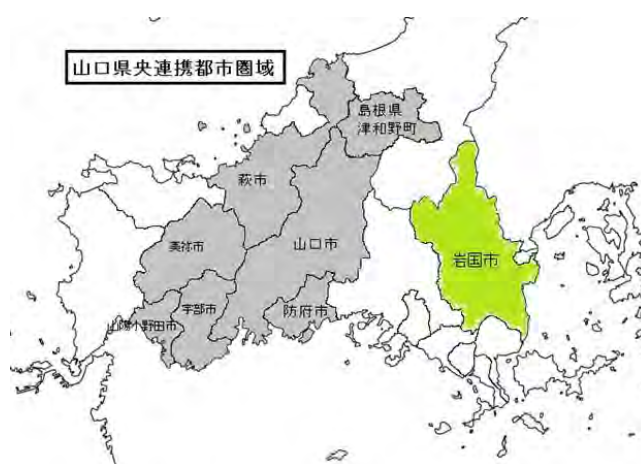 山口県央連携都市圏域
島根県
津和野町
萩市
美祢市
山口市
岩国市
宇部市
防府市
山陽小野田市